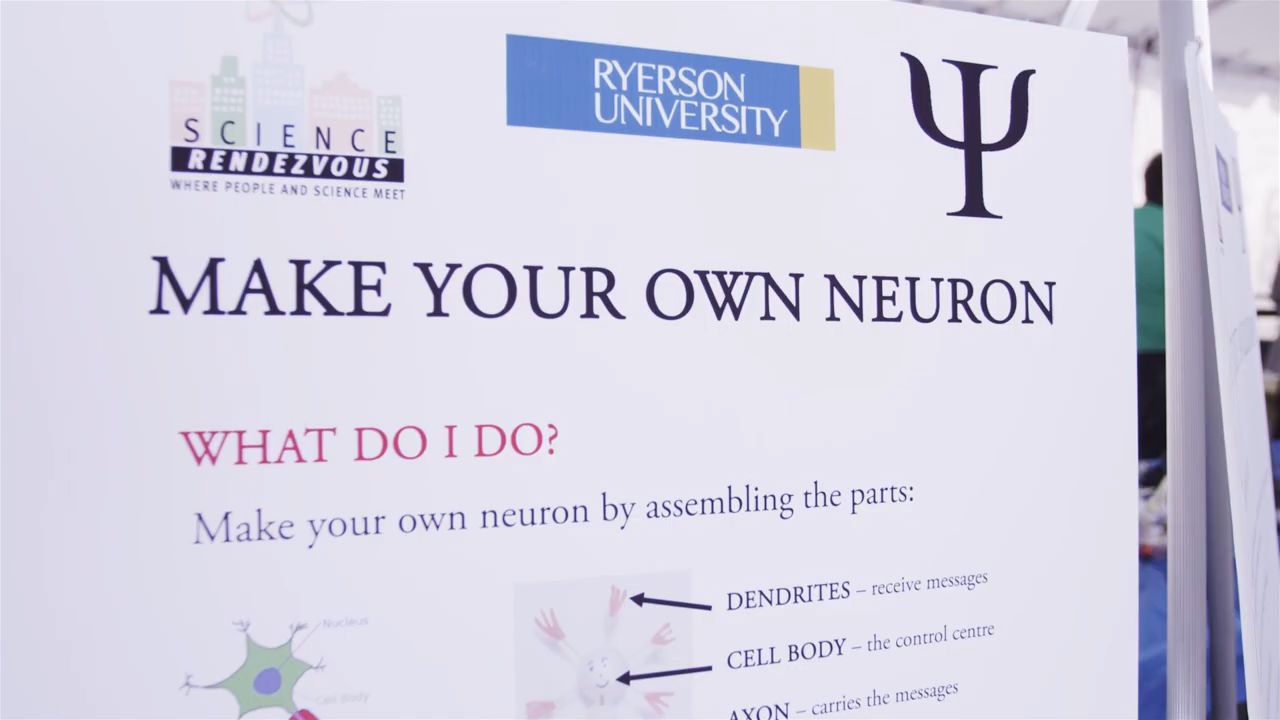 SCIENCE
RENDEZVOUS
WHERE PEOPLE AND SCIENCE MEET
RYERSON
UNIVERSITY
Ψ
MAKE YOUR OWN NEURON
WHAT DO I DO?
Make your own neuron by assembling the parts:
DENDRITES – receive messages
Nucleus
CELL BODY – the control centre
Cell Body
AXON – carries the messages